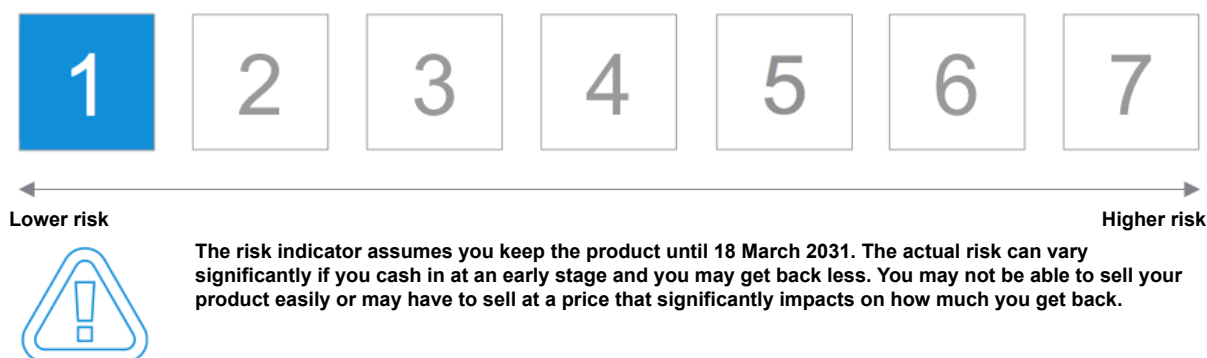 1 2 3 4 5 6 7
Lower risk Higher risk
The risk indicator assumes you keep the product until 18 March 2031. The actual risk can vary
significantly if you cash in at an early stage and you may get back less. You may not be able to sell your
product easily or may have to sell at a price that significantly impacts on how much you get back.